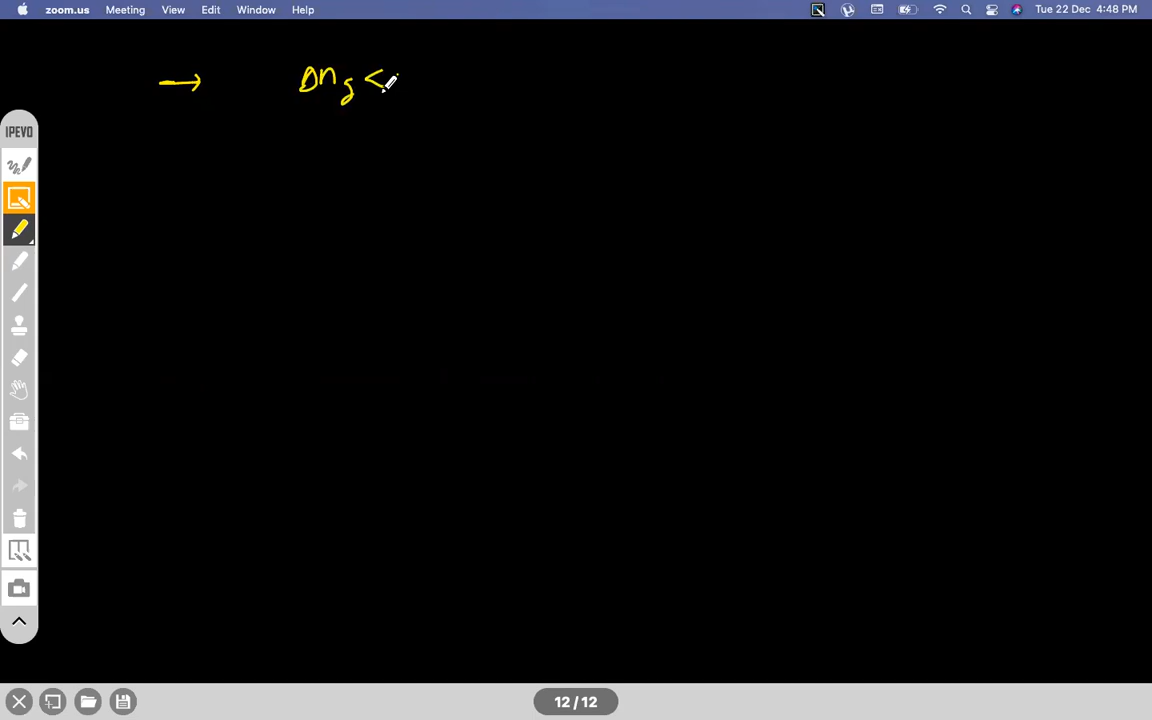 zoom.us Meeting View Edit Window Help Tue 22 Dec 4:48 PM
→ Δng <
IPEVO
12/12